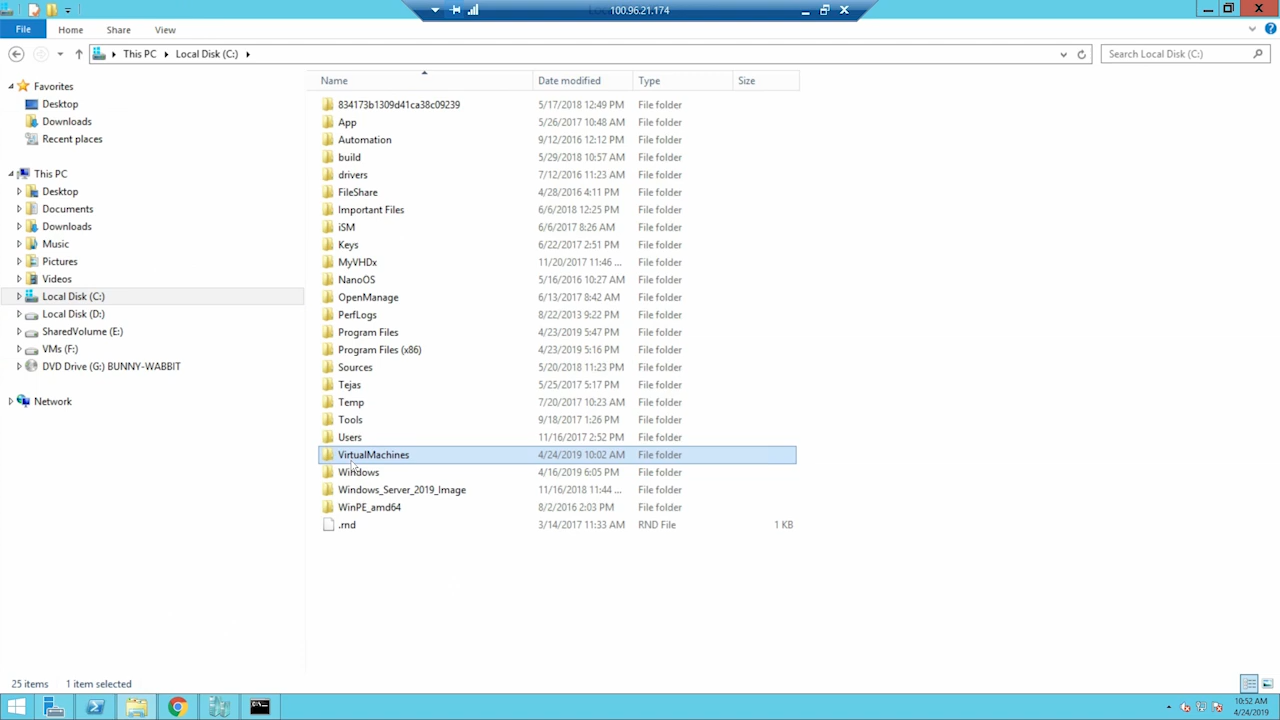 100.96.21.174
File Home Share View
This PC Local Disk (C:)
Search Local Disk (C:)
Favorites
Desktop
Downloads
Recent places
This PC
Desktop
Documents
Downloads
Music
Pictures
Videos
Local Disk (C:)
Local Disk (D:)
SharedVolume (E:)
VMs (F:)
DVD Drive (G:) BUNNY-WABBIT
Network
Name Date modified Type Size
834173b1309d41ca38c09239 5/17/2018 12:49 PM File folder
App 5/26/2017 10:48 AM File folder
Automation 9/12/2016 12:12 PM File folder
build 5/29/2018 10:57 AM File folder
drivers 7/12/2016 11:23 AM File folder
FileShare 4/28/2016 4:11 PM File folder
Important Files 6/6/2018 12:25 PM File folder
iSM 6/6/2017 8:26 AM File folder
Keys 6/22/2017 2:51 PM File folder
MyVHDx 11/20/2017 11:46 ... File folder
NanoOS 5/16/2016 10:27 AM File folder
OpenManage 6/13/2017 8:42 AM File folder
PerfLogs 8/22/2013 9:22 PM File folder
Program Files 4/23/2019 5:47 PM File folder
Program Files (x86) 4/23/2019 5:16 PM File folder
Sources 5/20/2018 11:23 PM File folder
Tejas 5/25/2017 5:17 PM File folder
Temp 7/20/2017 10:23 AM File folder
Tools 9/18/2017 1:26 PM File folder
Users 11/16/2017 2:52 PM File folder
VirtualMachines 4/24/2019 10:02 AM File folder
Windows 4/16/2019 6:05 PM File folder
Windows_Server_2019_Image 11/16/2018 11:44 ... File folder
WinPE_amd64 8/2/2016 2:03 PM File folder
.rnd 3/14/2017 11:33 AM RND File 1 KB
25 items 1 item selected
10:52 AM
4/24/2019